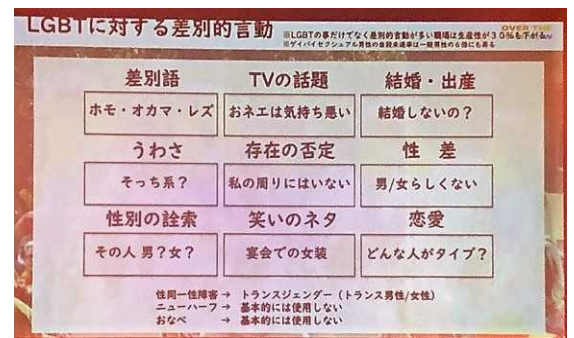 LGBTに対する差別的言動
※LGBTの事だけでなく差別的言動が多い職場は生産性が30%も下がる
※ゲイバイセクシュアル男性の自殺未遂率は一般男性の6倍にも昇る
OVER THE
差別語
TVの話題
結婚・出産
ホモ・オカマ・レズ
おネエは気持ち悪い
結婚しないの?
うわさ
存在の否定
性 差
そっち系?
私の周りにはいない
男/女らしくない
性別の詮索
笑いのネタ
恋愛
その人 男?女?
宴会での女装
どんな人がタイプ?
性同一性障害→ トランスジェンダー(トランス男性/女性)
ニューハーフ→ 基本的には使用しない
おなべ → 基本的には使用しない